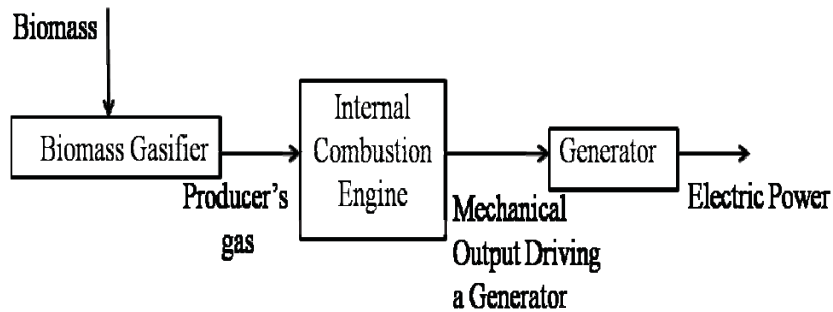 Biomass
Biomass Gasifier
Producer's
gas
Internal
Combustion
Engine
Mechanical
Output Driving
a Generator
Generator
Electric Power